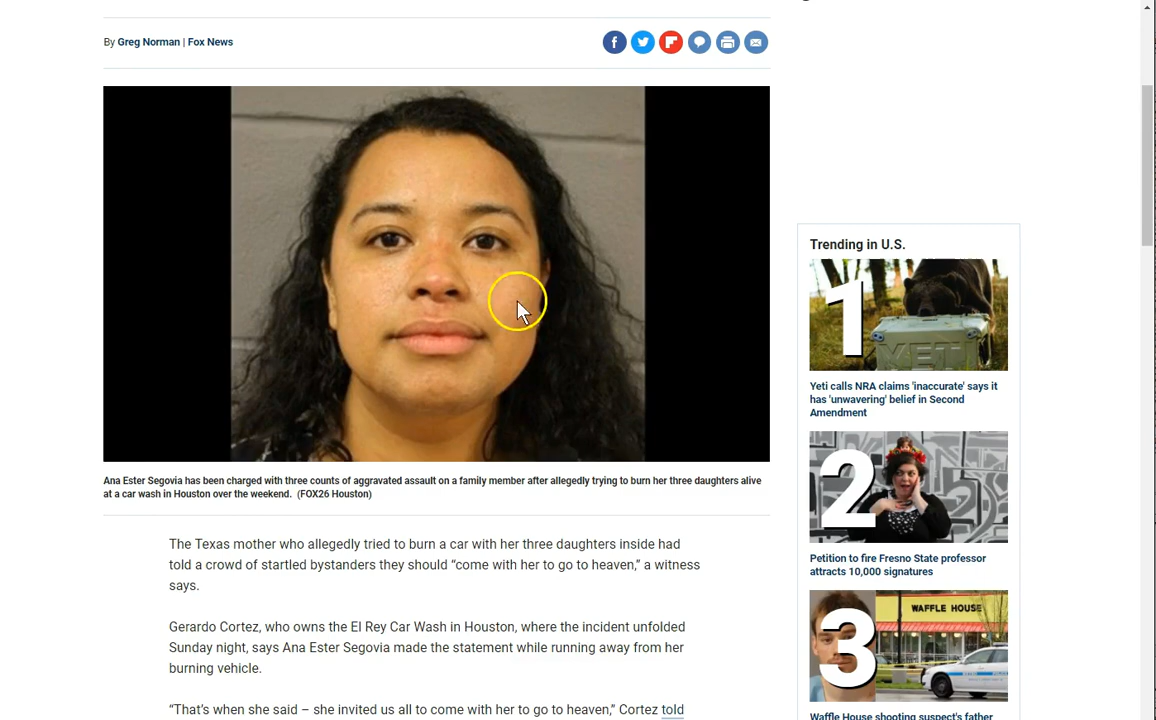 By Greg Norman | Fox News
Ana Ester Segovia has been charged with three counts of aggravated assault on a family member after allegedly trying to burn her three daughters alive
at a car wash in Houston over the weekend. (FOX26 Houston)
The Texas mother who allegedly tried to burn a car with her three daughters inside had
told a crowd of startled bystanders they should “come with her to go to heaven,” a witness
says.
Gerardo Cortez, who owns the El Rey Car Wash in Houston, where the incident unfolded
Sunday night, says Ana Ester Segovia made the statement while running away from her
burning vehicle.
“That’s when she said – she invited us all to come with her to go to heaven,” Cortez told
Trending in U.S.
1
YETI
Yeti calls NRA claims 'inaccurate' says it
has 'unwavering' belief in Second
Amendment
2
Petition to fire Fresno State professor
attracts 10,000 signatures
3
WAFFLE HOUSE
Waffle House shooting suspect's father